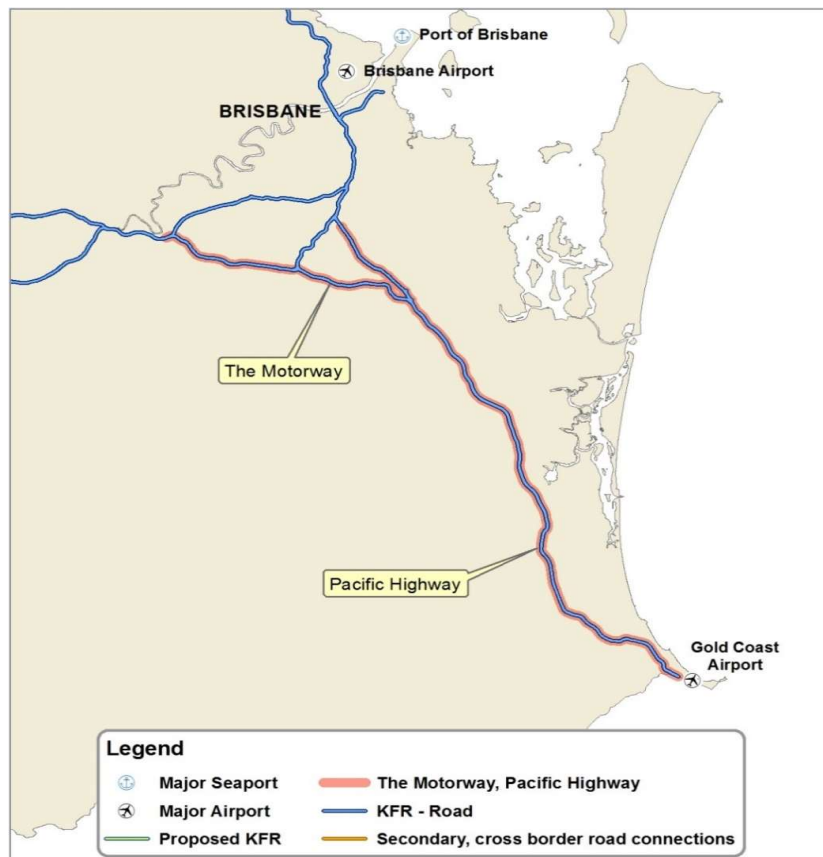 Port of Brisbane
Brisbane Airport
BRISBANE
The Motorway
Pacific Highway
Gold Coast
Airport
Legend
Major Seaport
The Motorway, Pacific Highway
Major Airport
KFR - Road
Proposed KFR
Secondary, cross border road connections